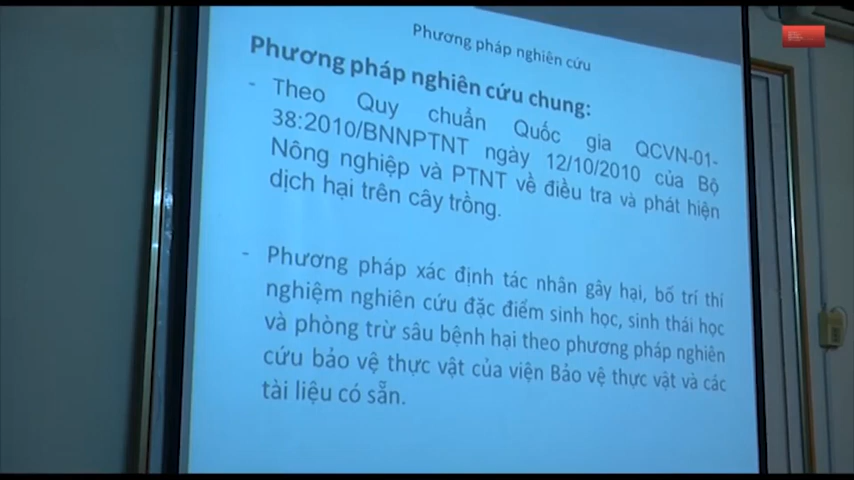 Phương pháp nghiên cứu
Phương pháp nghiên cứu chung:
- Theo Quy chuẩn Quốc gia QCVN-01-
38:2010/BNNPTNT ngày 12/10/2010 của Bộ
Nông nghiệp và PTNT về điều tra và phát hiện
dịch hại trên cây trồng.
- Phương pháp xác định tác nhân gây hại, bố trí thí
nghiệm nghiên cứu đặc điểm sinh học, sinh thái học
và phòng trừ sâu bệnh hại theo phương pháp nghiên
cứu bảo vệ thực vật của viện Bảo vệ thực vật và các
tài liệu có sẵn.